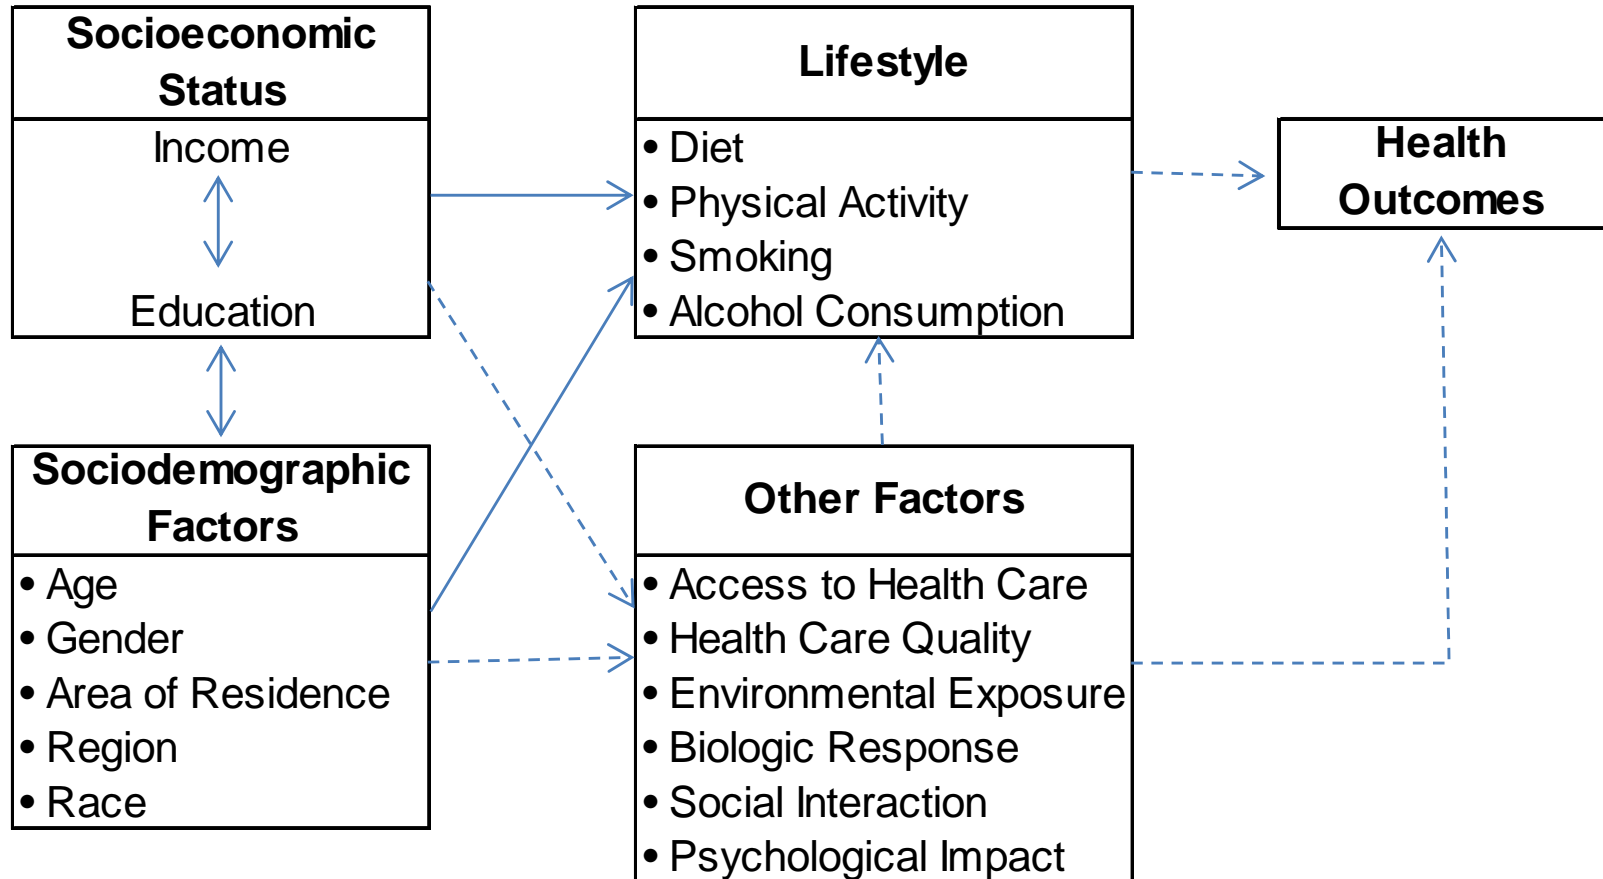 Socioeconomic
Status
Income
Education
Lifestyle
• Diet
• Physical Activity
• Smoking
• Alcohol Consumption
Health
Outcomes
Sociodemographic
Factors
• Age
• Gender
• Area of Residence
• Region
• Race
Other Factors
• Access to Health Care
• Health Care Quality
• Environmental Exposure
• Biologic Response
• Social Interaction
• Psychological Impact